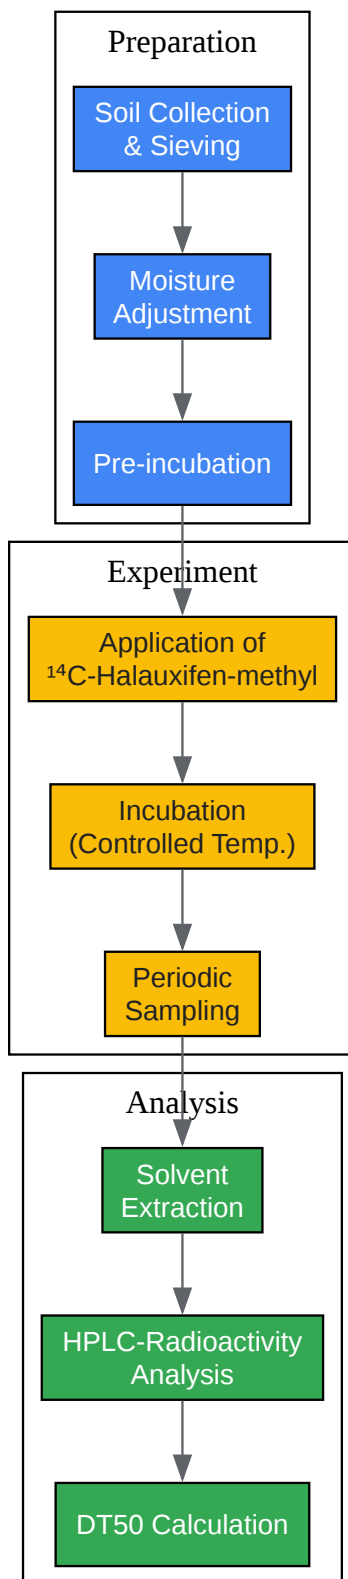 Preparation
Soil Collection
& Sieving
Moisture
Adjustment
Pre-incubation
Experiment
Application of
¹⁴C-Halauxifen-methyl
Incubation
(Controlled Temp.)
Periodic
Sampling
Analysis
Solvent
Extraction
HPLC-Radioactivity
Analysis
DT50 Calculation